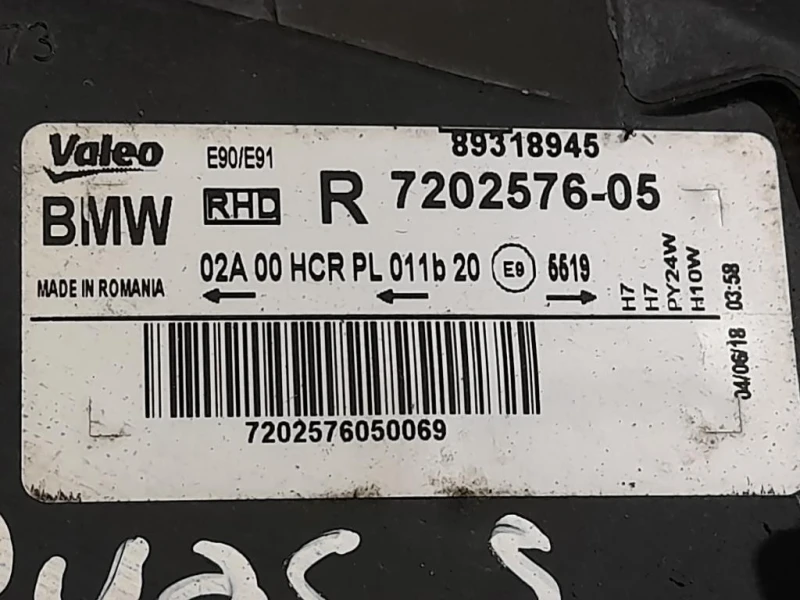 73
Valeo E90/E91 89318945
BMW RHD R 7202576-05
02A 00 HCR PL 011b 20 E9 5519
MADE IN ROMANIA
H7
H7
PY24W
H10W
04/06/18 03:58
7202576050069